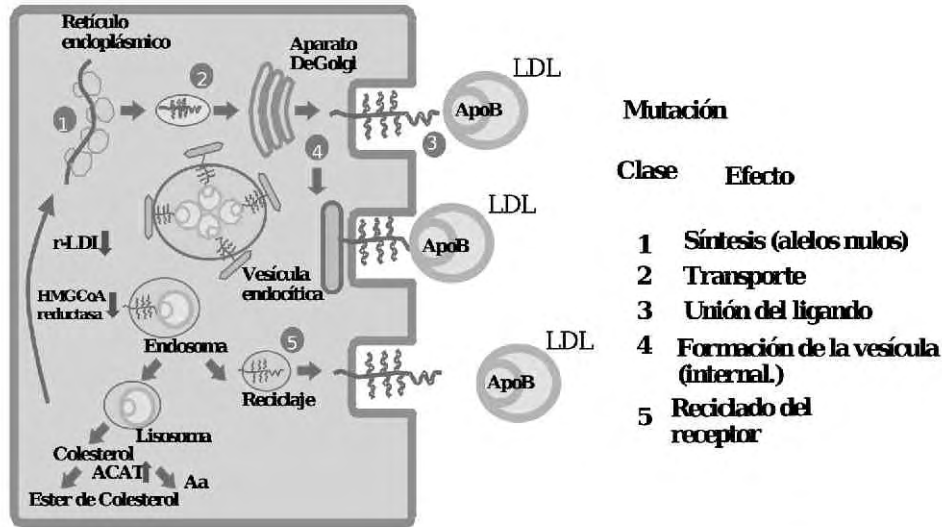 Retículo
endoplásmico
Aparato
DeGolgi
LDL
ApoB
1
2
3
4
LDL
ApoB
r-LDL
Vesícula
endocítica
HMGCoA
reductasa
Endosoma
5
Reciclaje
LDL
ApoB
Lisosoma
Colesterol
ACAT
Aa
Ester de Colesterol
Mutación
Clase Efecto
1 Síntesis (alelos nulos)
2 Transporte
3 Unión del ligando
4 Formación de la vesícula
(internal.)
5 Reciclado del
receptor